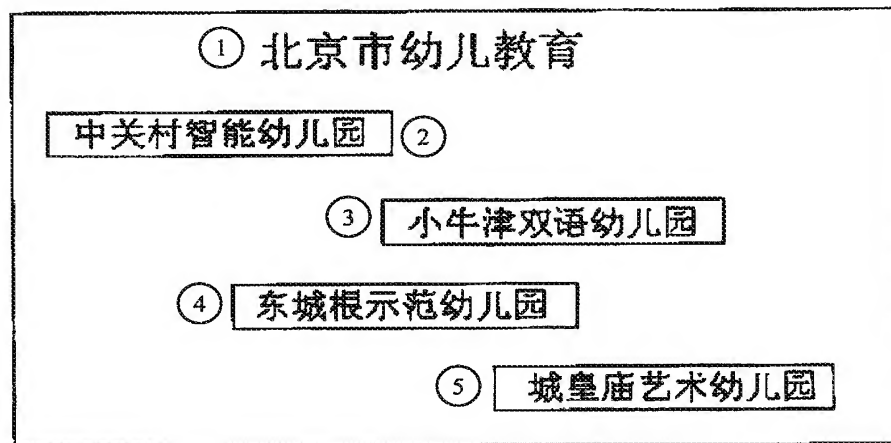 ① 北京市幼儿教育
中关村智能幼儿园 ②
③ 小牛津双语幼儿园
④ 东城根示范幼儿园
⑤ 城皇庙艺术幼儿园